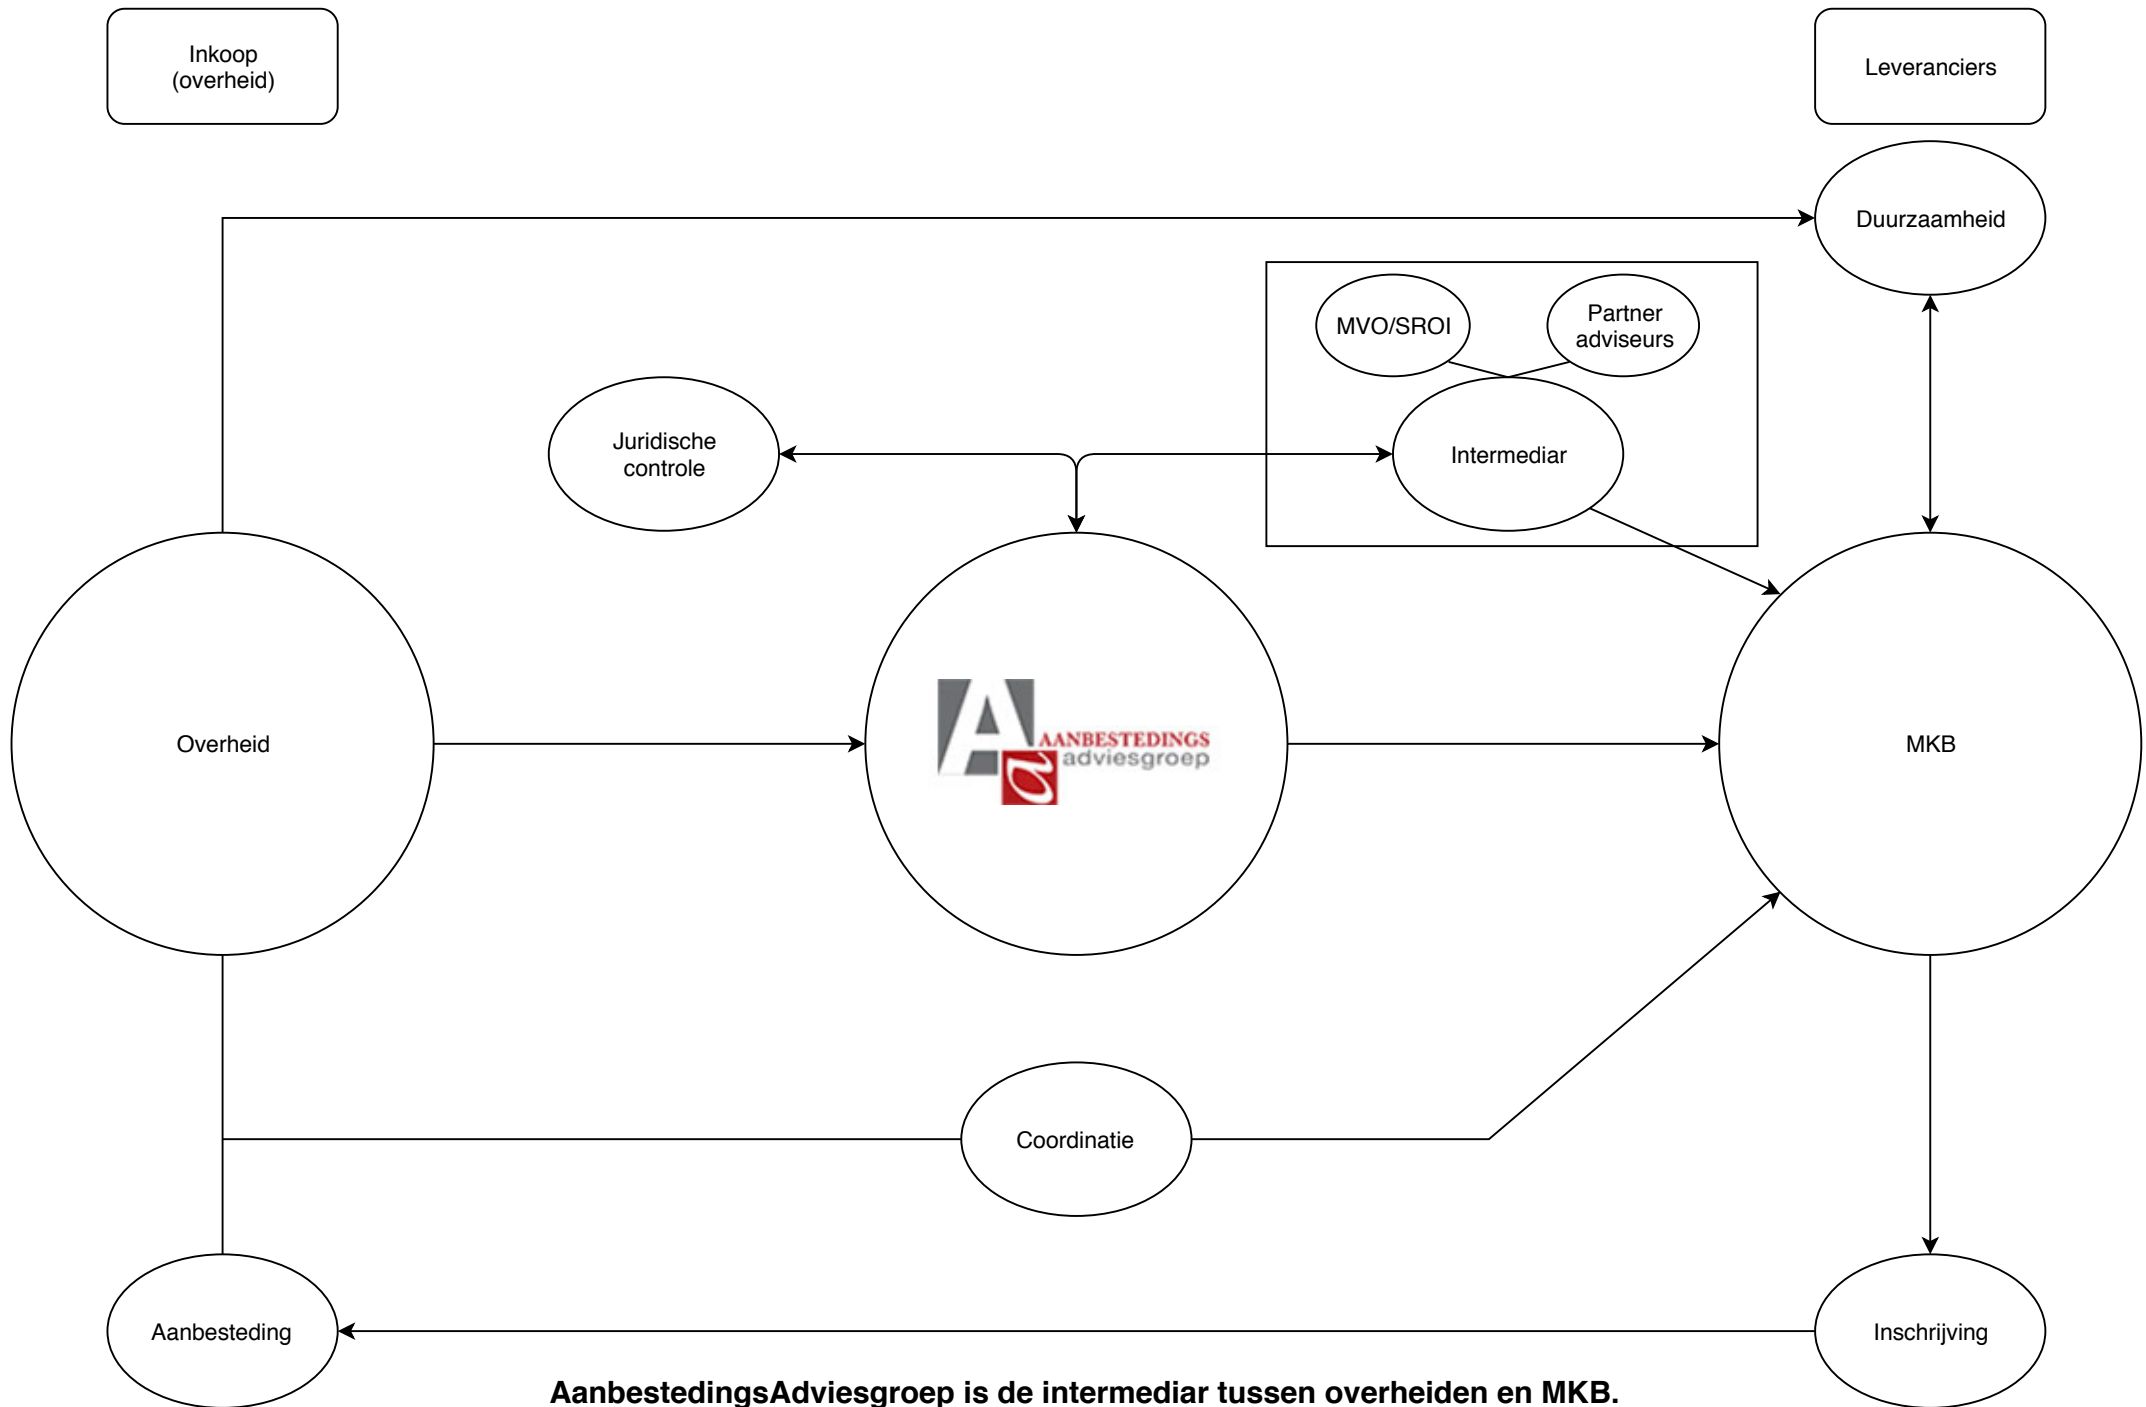 Inkoop
(overheid)
Leveranciers
Duurzaamheid
MVO/SROI
Partner
adviseurs
Juridische
controle
Intermediar
Overheid
AANBESTEDINGS
adviesgroep
MKB
Coordinatie
Aanbesteding
Inschrijving
AanbestedingsAdviesgroep is de intermediar tussen overheiden en MKB.